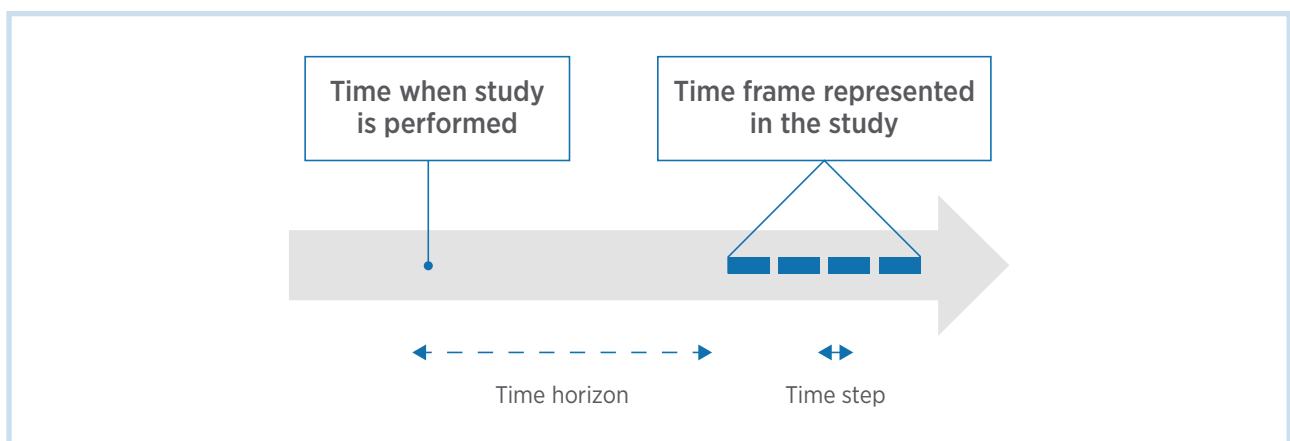 Time when study
is performed
Time frame represented
in the study
Time horizon
Time step